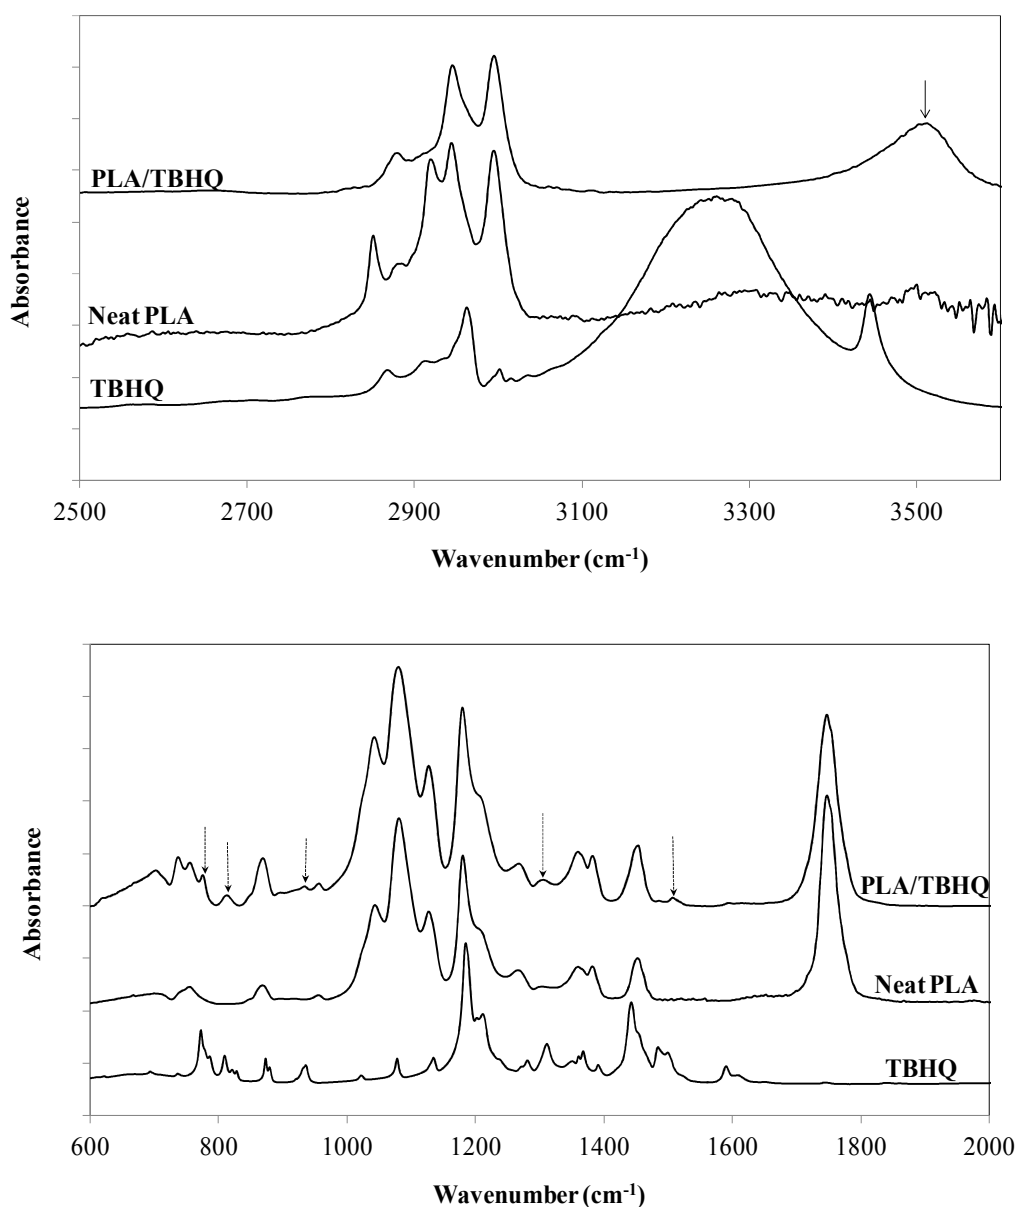 Absorbance
PLA/TBHQ
Neat PLA
TBHQ
2500 2700 2900 3100 3300 3500
Wavenumber (cm-1)
Absorbance
PLA/TBHQ
Neat PLA
TBHQ
600 800 1000 1200 1400 1600 1800 2000
Wavenumber (cm-1)